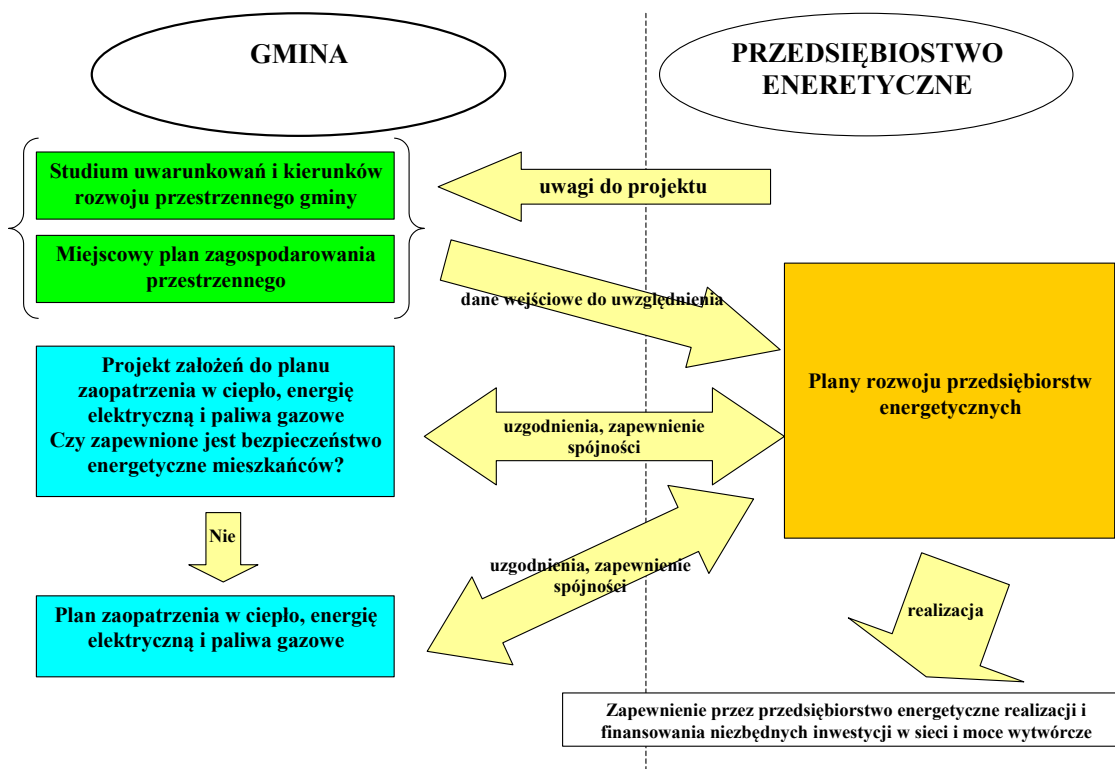 GMINA
PRZEDSIĘBIOSTWO
ENERETYCZNE
Studium uwarunkowań i kierunków
rozwoju przestrzennego gminy
uwagi do projektu
Miejscowy plan zagospodarowania
przestrzennego
dane wejściowe do uwzględnienia
Projekt założeń do planu
zaopatrzenia w ciepło, energię
elektryczną i paliwa gazowe
Czy zapewnione jest bezpieczeństwo
energetyczne mieszkańców?
uzgodnienia, zapewnienie
spójności
Plany rozwoju przedsiębiorstw
energetycznych
Nie
uzgodnienia, zapewnienie
spójności
Plan zaopatrzenia w ciepło, energię
elektryczną i paliwa gazowe
realizacja
Zapewnienie przez przedsiębiorstwo energetyczne realizacji i
finansowania niezbędnych inwestycji w sieci i moce wytwórcze